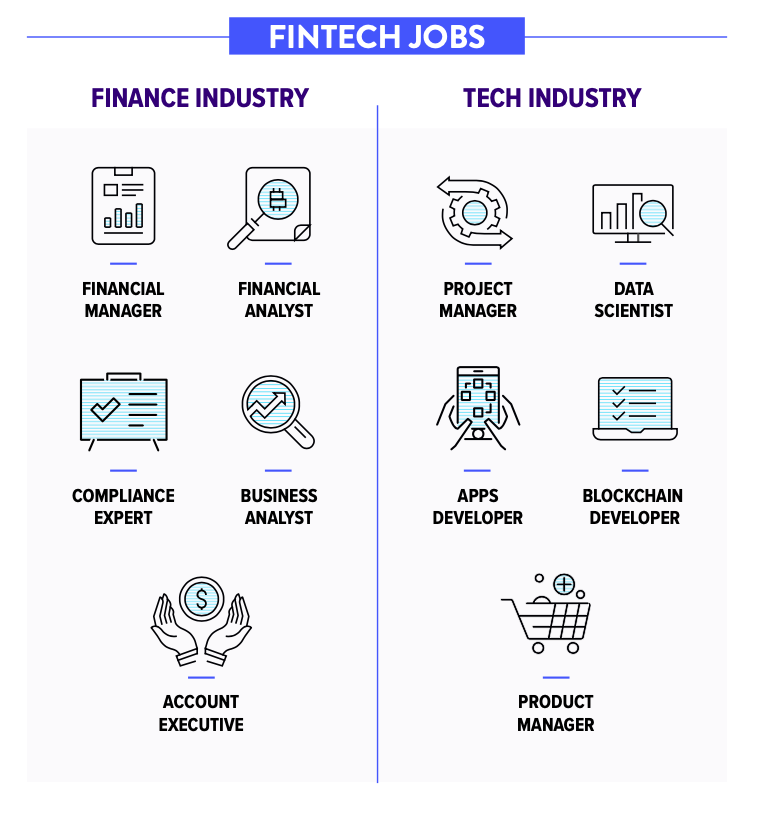 FINTECH JOBS
FINANCE INDUSTRY
FINANCIAL
MANAGER
FINANCIAL
ANALYST
COMPLIANCE
EXPERT
BUSINESS
ANALYST
$
ACCOUNT
EXECUTIVE
TECH INDUSTRY
PROJECT
MANAGER
DATA
SCIENTIST
APPS
DEVELOPER
BLOCKCHAIN
DEVELOPER
PRODUCT
MANAGER